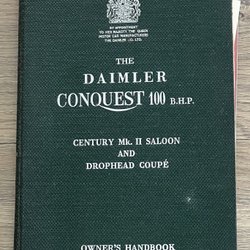 BY APPOINTMENT
TO HER MAJESTY THE QUEEN
MOTOR CAR MANUFACTURERS
THE DAIMLER CO. LTD.
THE
DAIMLER
CONQUEST 100 B.H.P.
CENTURY Mk. II SALOON
AND
DROPHEAD COUPÉ
OWNER'S HANDBOOK